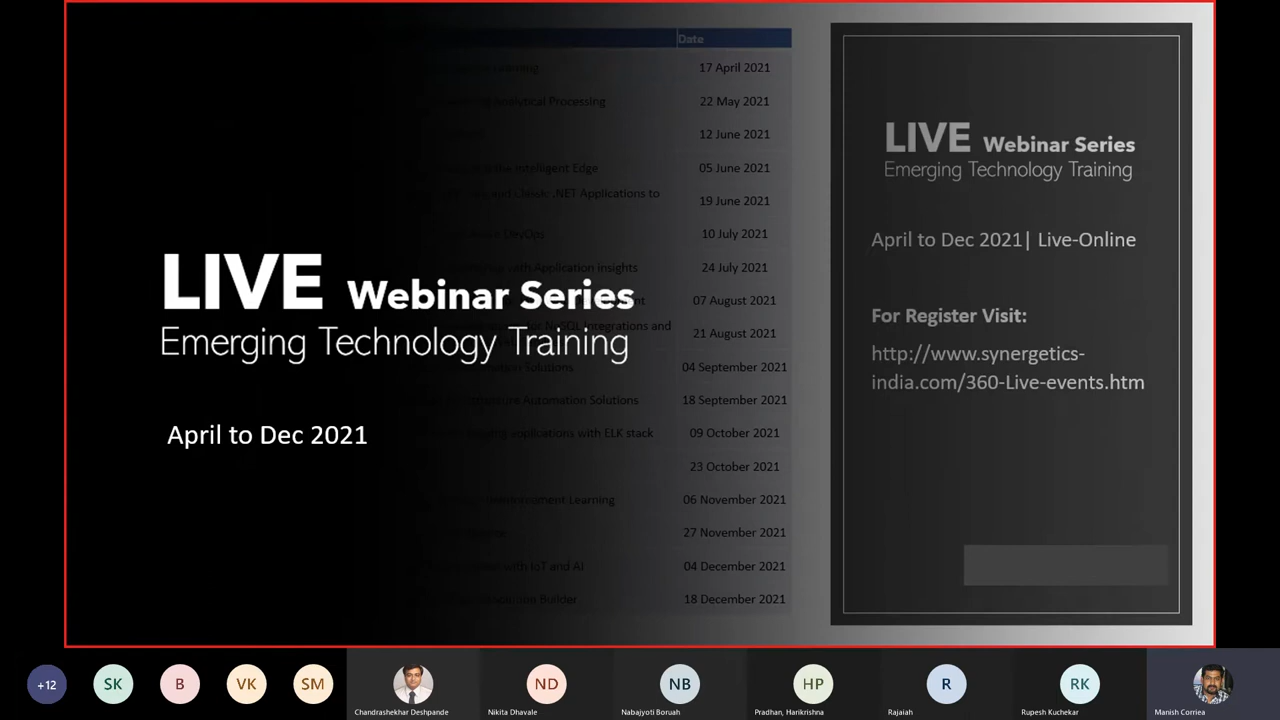 Date
17 April 2021
Analytical Processing 22 May 2021
12 June 2021
the Intelligent Edge 05 June 2021
.NET Applications to
19 June 2021
DevOps 10 July 2021
with Application Insights 24 July 2021
07 August 2021
for NoSQL Integrations and
21 August 2021
Solutions 04 September 2021
Automation Solutions 18 September 2021
applications with ELK stack 09 October 2021
23 October 2021
Learning 06 November 2021
27 November 2021
with IoT and AI 04 December 2021
Builder 18 December 2021
LIVE Webinar Series
Emerging Technology Training
April to Dec 2021
LIVE Webinar Series
Emerging Technology Training
April to Dec 2021| Live-Online
For Register Visit:
http://www.synergetics-
india.com/360-Live-events.htm
+12
SK
B
VK
SM
Chandrashekhar Deshpande
ND
Nikita Dhavale
NB
Nabajyoti Boruah
HP
Pradhan, Harikrishna
R
Rajaiah
RK
Rupesh Kuchekar
Manish Corriea